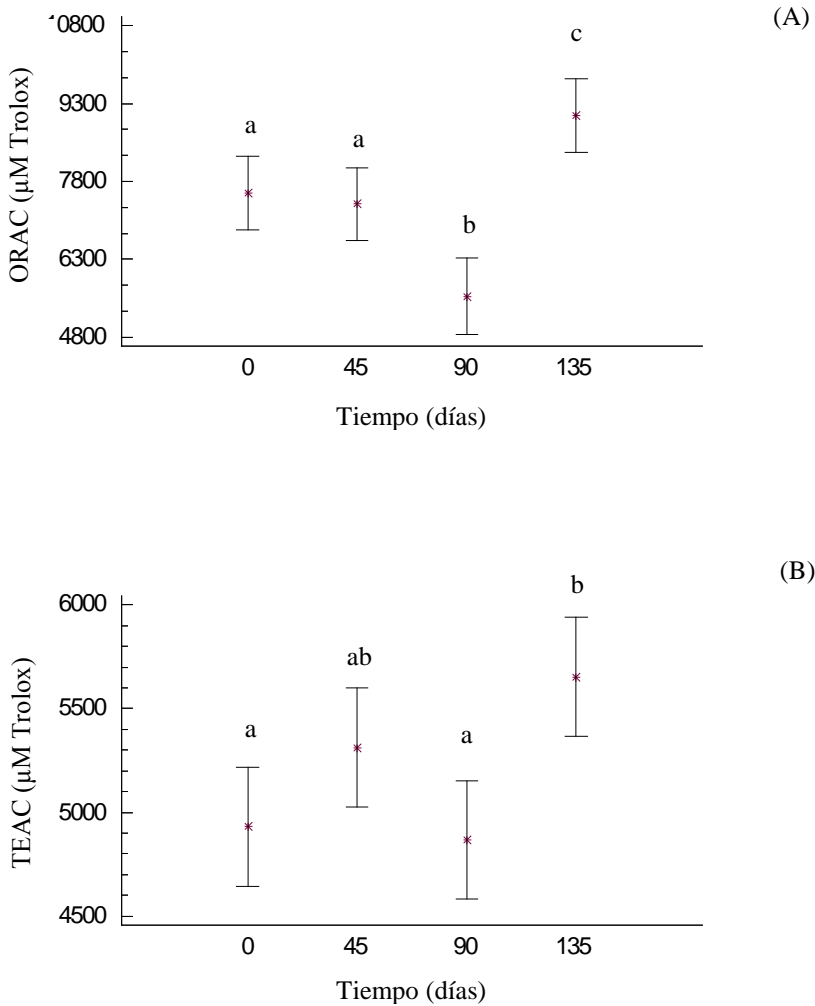 (A)
10800
c
9300
a
a
7800
b
6300
4800
ORAC (µM Trolox)
0 45 90 135
Tiempo (días)
(B)
6000
b
ab
5500
a
a
5000
4500
TEAC (µM Trolox)
0 45 90 135
Tiempo (días)